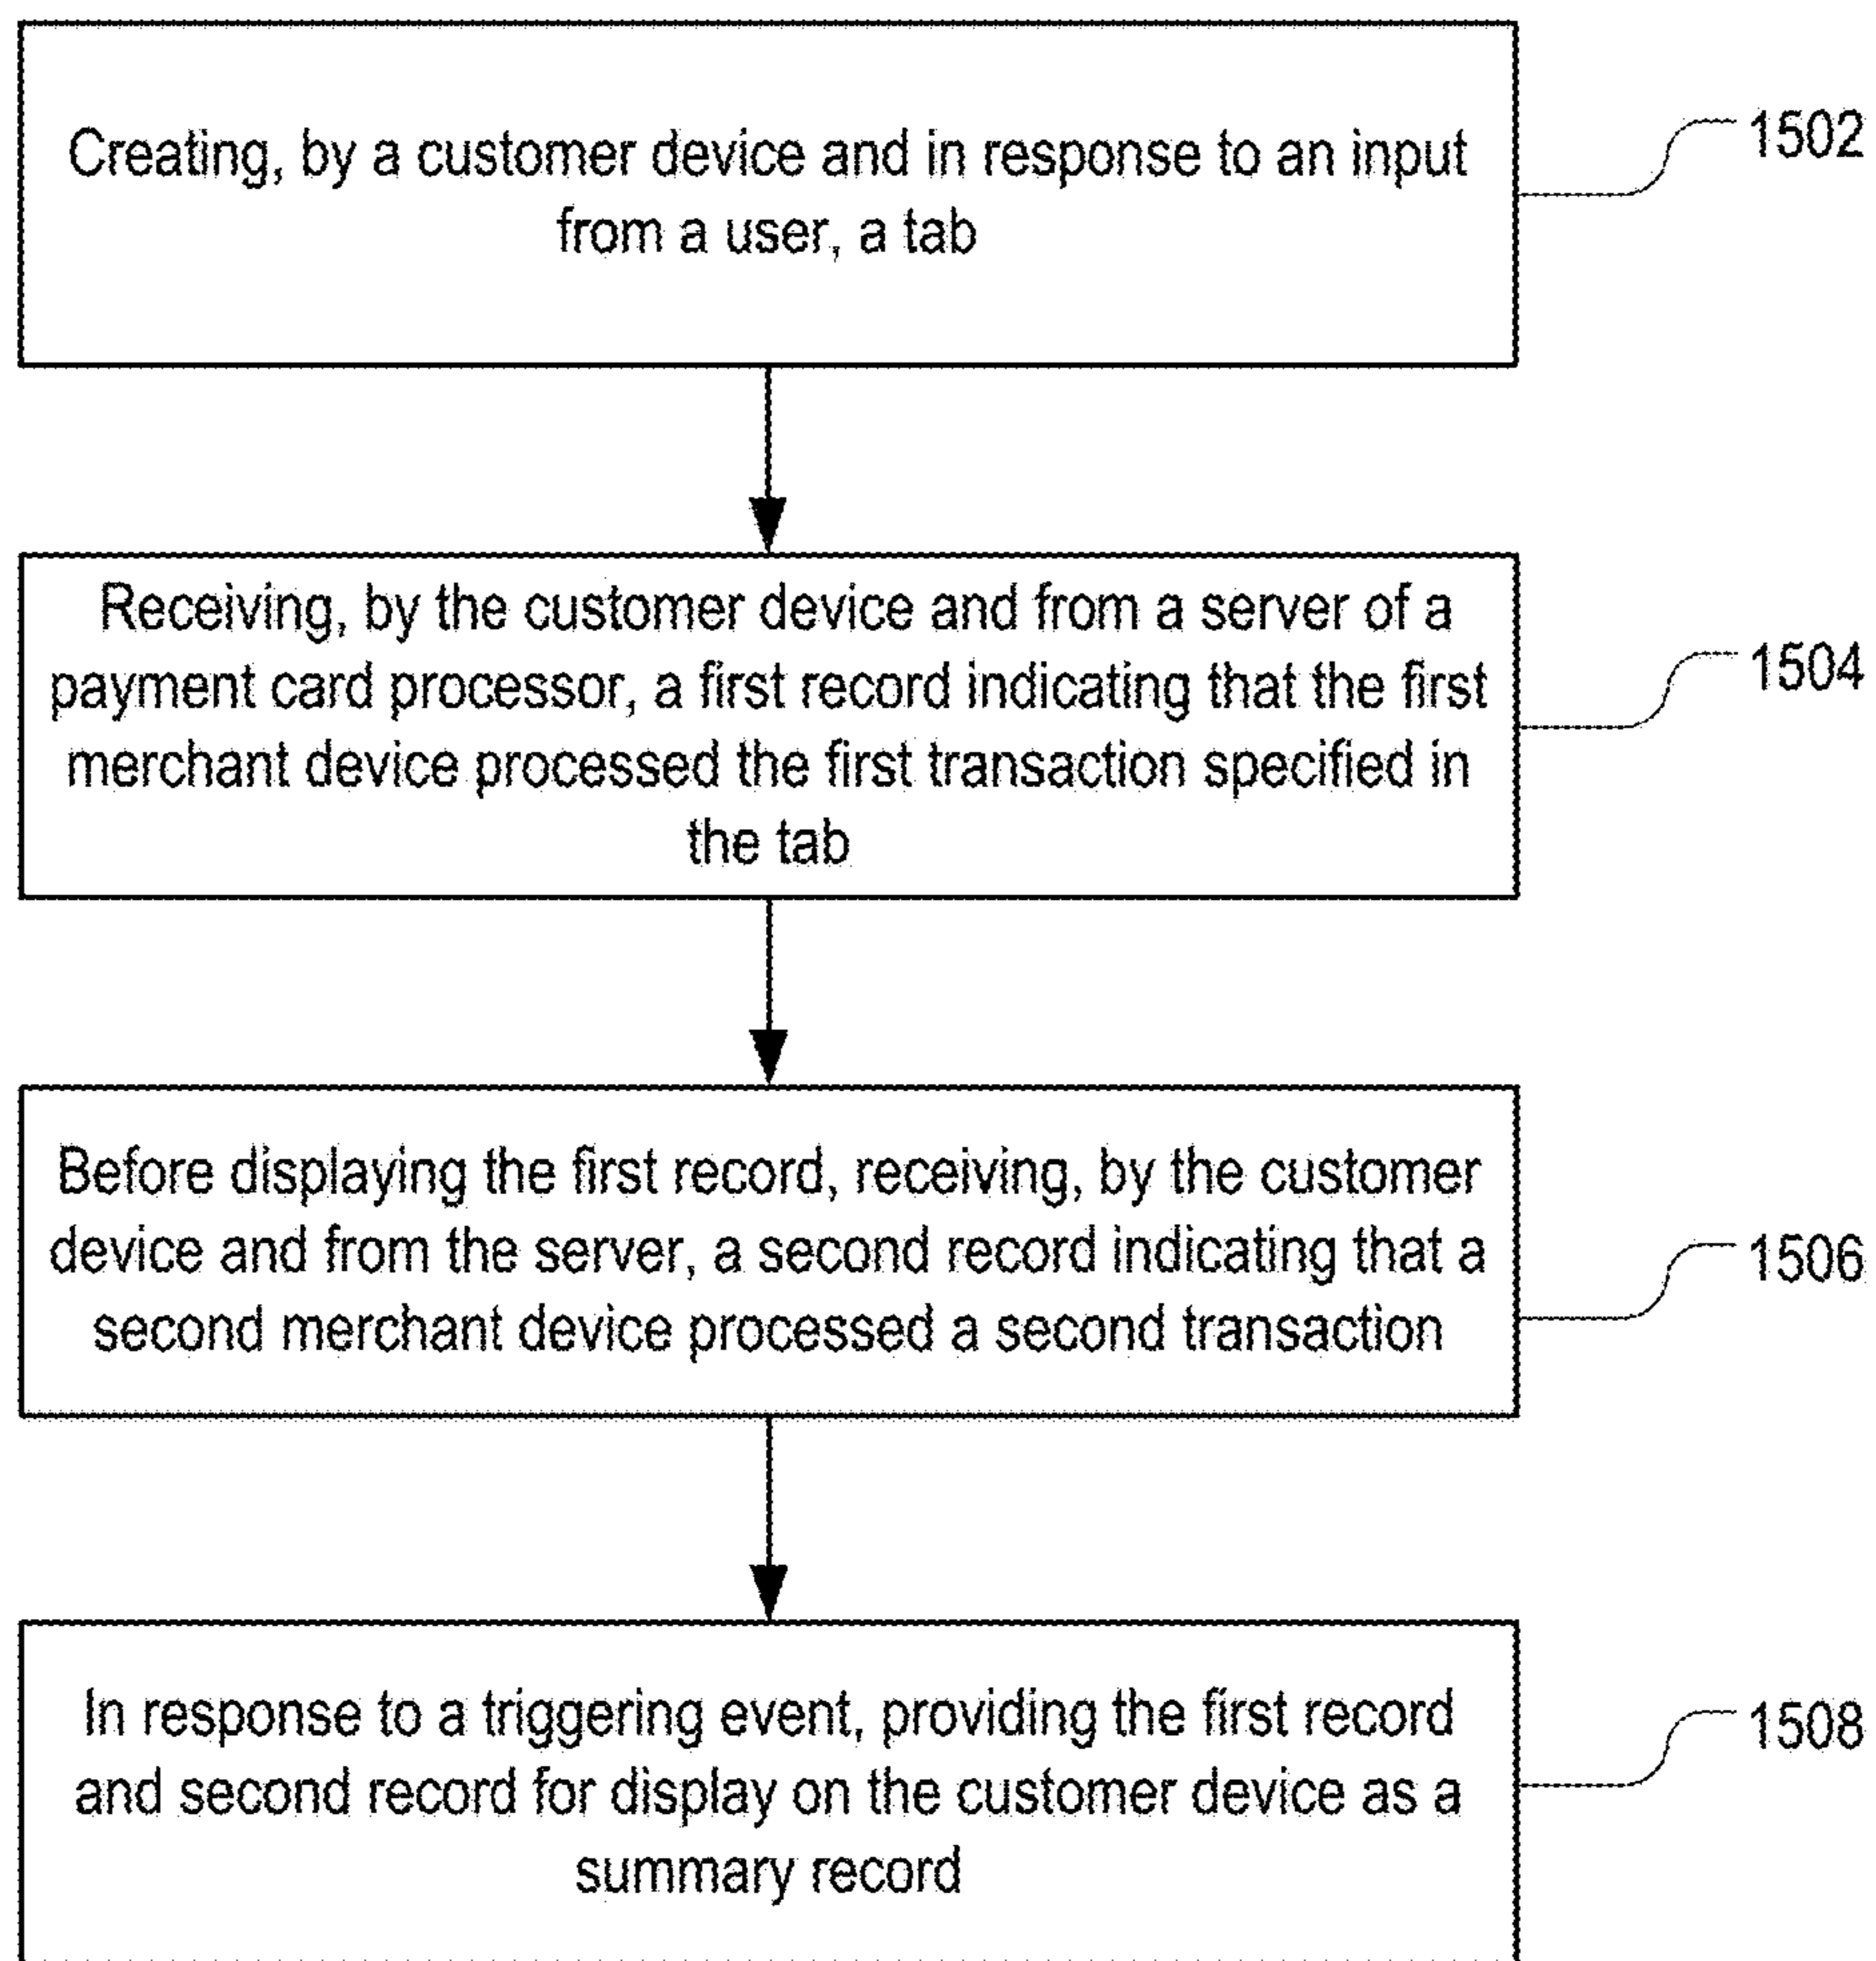 Creating, by a customer device and in response to an input
from a user, a tab
1502
Receiving, by the customer device and from a server of a
payment card processor, a first record indicating that the first
merchant device processed the first transaction specified in
the tab
1504
Before displaying the first record, receiving, by the customer
device and from the server, a second record indicating that a
second merchant device processed a second transaction
1506
In response to a triggering event, providing the first record
and second record for display on the customer device as a
summary record
1508